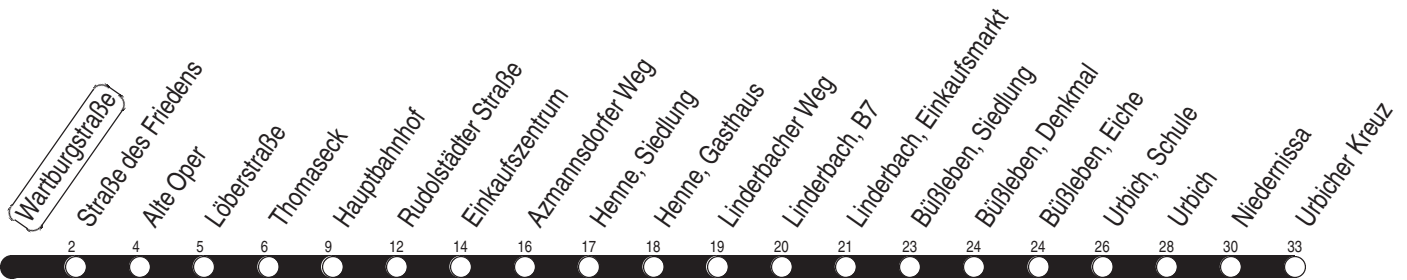 Wartburgstraße
Straße des Friedens
Alte Oper
Löberstraße
Thomaseck
Hauptbahnhof
Rudolstädter Straße
Einkaufszentrum
Azmannsdorfer Weg
Henne, Siedlung
Henne, Gasthaus
Linderbacher Weg
Linderbach, B7
Linderbach, Einkaufsmarkt
Büßleben, Siedlung
Büßleben, Denkmal
Büßleben, Eiche
Urbich, Schule
Urbich
Niedernissa
Urbicher Kreuz
2 4 5 6 9 12 14 16 17 18 19 20 21 23 24 24 26 28 30 33